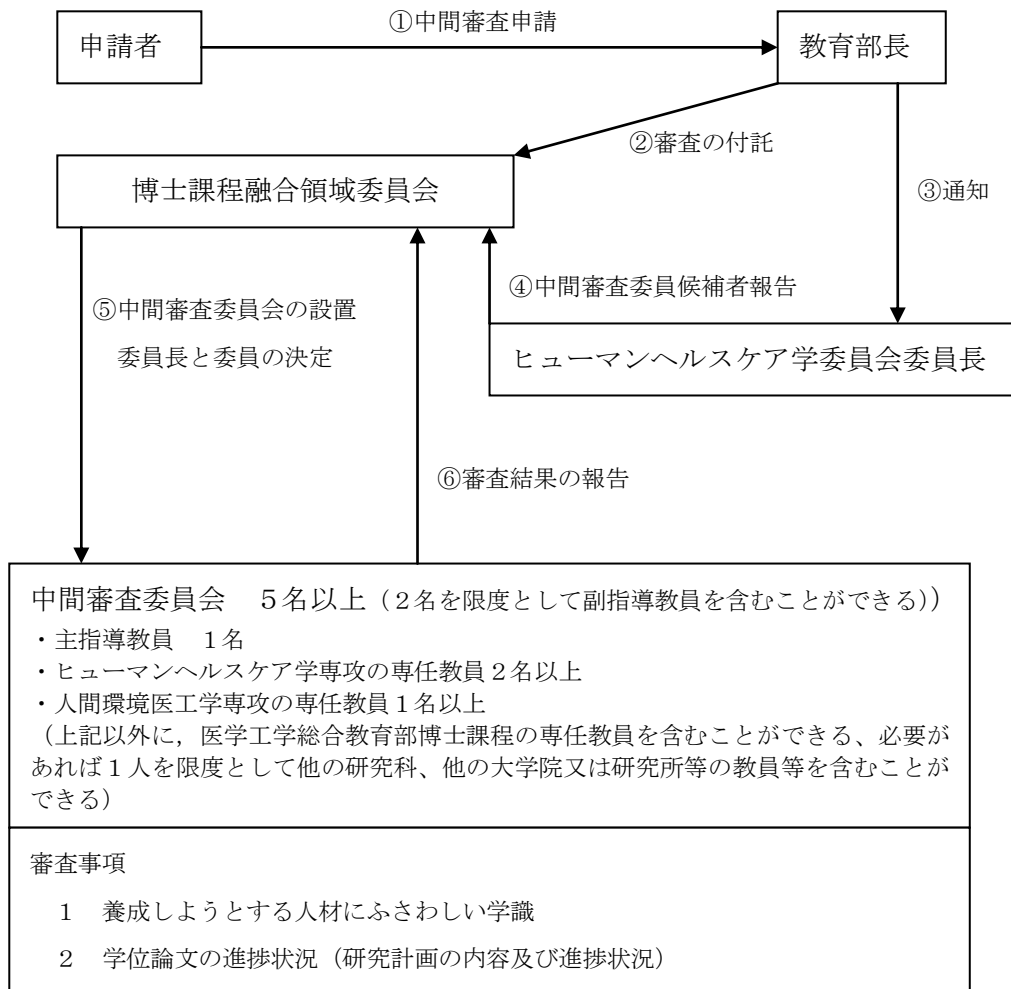 ①中間審査申請
申請者
教育部長
②審査の付託
博士課程融合領域委員会
③通知
④中間審査委員候補者報告
⑤中間審査委員会の設置
委員長と委員の決定
ヒューマンヘルスケア学委員会委員長
⑥審査結果の報告
中間審査委員会　５名以上（２名を限度として副指導教員を含むことができる））
・主指導教員　１名
・ヒューマンヘルスケア学専攻の専任教員２名以上
・人間環境医工学専攻の専任教員１名以上
（上記以外に，医学工学総合教育部博士課程の専任教員を含むことができる、必要が
あれば１人を限度として他の研究科、他の大学院又は研究所等の教員等を含むことが
できる）
審査事項
１　養成しようとする人材にふさわしい学識
２　学位論文の進捗状況（研究計画の内容及び進捗状況）